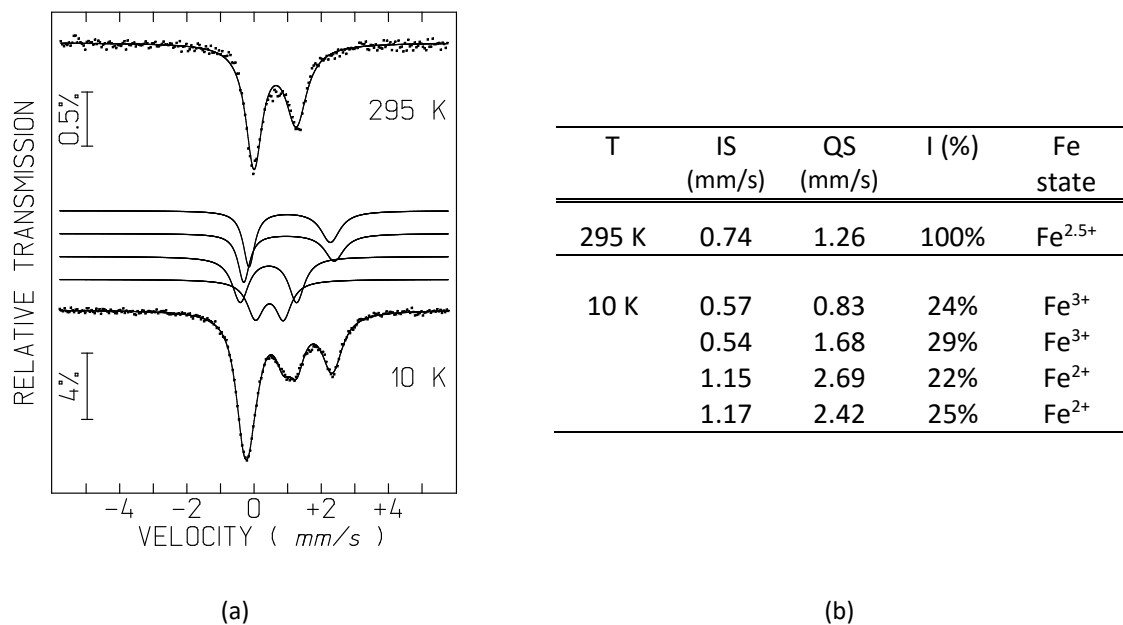 RELATIVE TRANSMISSION
0.5%
295 K
4%
10 K
−4 −2 0 +2 +4
VELOCITY ( mm/s )
(a)
T IS (mm/s) QS (mm/s) I (%) Fe state
295 K 0.74 1.26 100% Fe2.5+
10 K 0.57 0.83 24% Fe3+
0.54 1.68 29% Fe3+
1.15 2.69 22% Fe2+
1.17 2.42 25% Fe2+
(b)